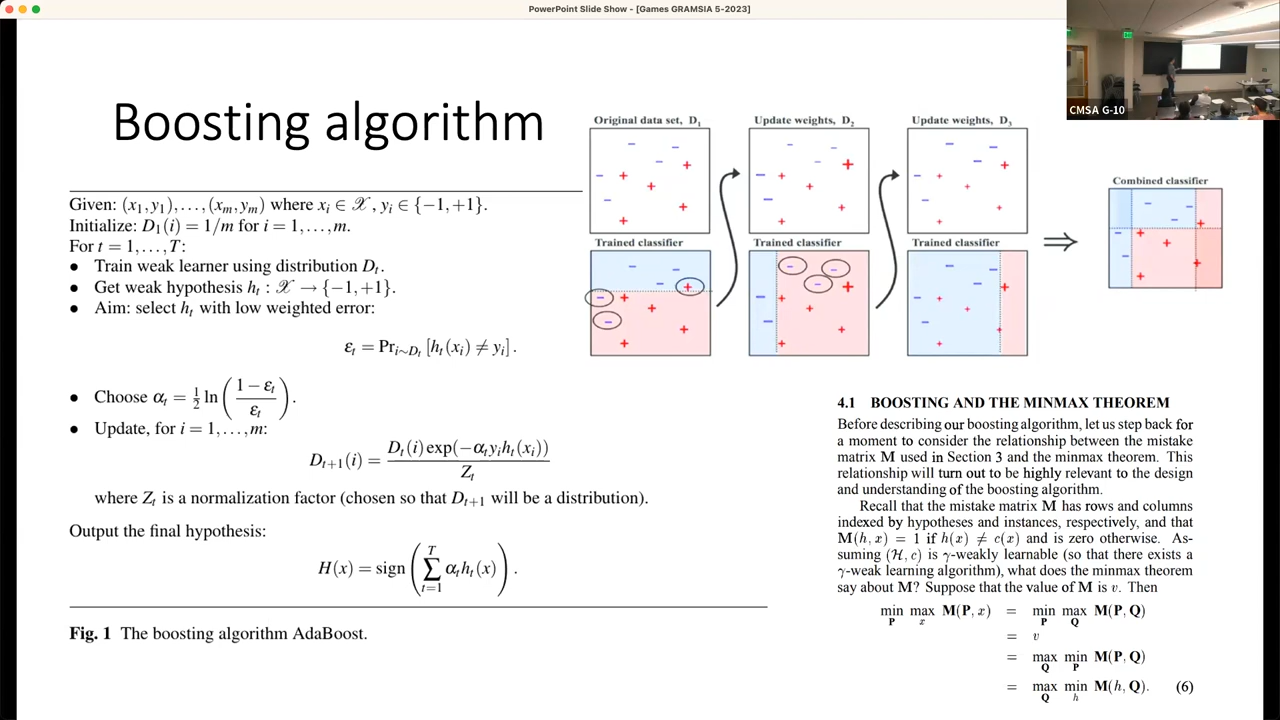 PowerPoint Slide Show - [Games GRAMSIA 5-2023]
CMSA G-10
Boosting algorithm
Given: (x₁,y₁),...,(xₘ,yₘ) where xᵢ ∈ 𝒳, yᵢ ∈ {−1,+1}.
Initialize: D₁(i) = 1/m for i = 1,...,m.
For t = 1,...,T:
• Train weak learner using distribution Dₜ.
• Get weak hypothesis hₜ : 𝒳 → {−1,+1}.
• Aim: select hₜ with low weighted error:
εₜ = Prᵢ∼Dₜ [hₜ(xᵢ) ≠ yᵢ].
• Choose αₜ = ½ ln((1 − εₜ)/εₜ).
• Update, for i = 1,...,m:
Dₜ₊₁(i) = Dₜ(i) exp(−αₜyᵢhₜ(xᵢ)) / Zₜ
where Zₜ is a normalization factor (chosen so that Dₜ₊₁ will be a distribution).
Output the final hypothesis:
H(x) = sign(∑ₜ₌₁ᵀ αₜhₜ(x)).
Fig. 1 The boosting algorithm AdaBoost.
Original data set, D₁
Update weights, D₂
Update weights, D₃
Combined classifier
Trained classifier
Trained classifier
Trained classifier
4.1 BOOSTING AND THE MINMAX THEOREM
Before describing our boosting algorithm, let us step back for
a moment to consider the relationship between the mistake
matrix M used in Section 3 and the minmax theorem. This
relationship will turn out to be highly relevant to the design
and understanding of the boosting algorithm.
Recall that the mistake matrix M has rows and columns
indexed by hypotheses and instances, respectively, and that
M(h, x) = 1 if h(x) ≠ c(x) and is zero otherwise. As-
suming (ℋ, c) is γ-weakly learnable (so that there exists a
γ-weak learning algorithm), what does the minmax theorem
say about M? Suppose that the value of M is v. Then
min_P max_x M(P, x) = min_P max_Q M(P, Q)
= v
= max_Q min_P M(P, Q)
= max_Q min_h M(h, Q). (6)